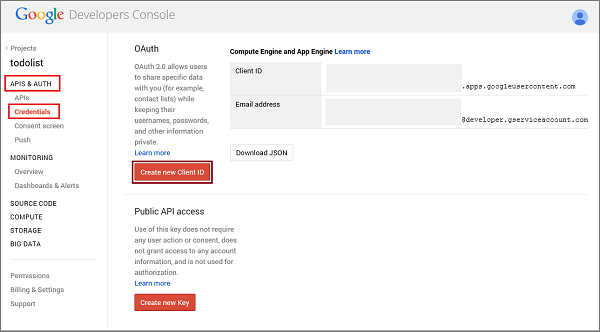 Google Developers Console
‹ Projects
todolist
APIS & AUTH
APIs
Credentials
Consent screen
Push
MONITORING
Overview
Dashboards & Alerts
SOURCE CODE
COMPUTE
STORAGE
BIG DATA
Permissions
Billing & Settings
Support
OAuth
OAuth 2.0 allows users
to share specific data
with you (for example,
contact lists) while
keeping their
usernames, passwords,
and other information
private.
Learn more
Create new Client ID
Compute Engine and App Engine Learn more
Client ID
.apps.googleusercontent.com
Email address
@developer.gserviceaccount.com
Download JSON
Public API access
Use of this key does not require
any user action or consent, does
not grant access to any account
information, and is not used for
authorization.
Learn more
Create new Key